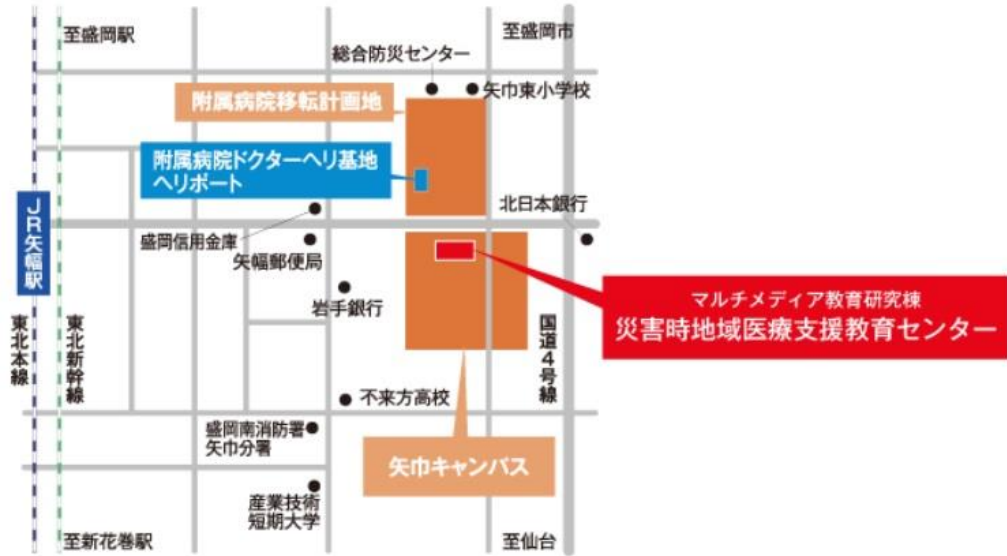 至盛岡駅
至盛岡市
総合防災センター
矢巾東小学校
附属病院移転計画地
附属病院ドクターヘリ基地
ヘリポート
北日本銀行
JR矢幅駅
盛岡信用金庫
矢幅郵便局
岩手銀行
マルチメディア教育研究棟
災害時地域医療支援教育センター
東北本線
東北新幹線
国道4号線
不来方高校
盛岡南消防署
矢巾分署
矢巾キャンパス
産業技術
短期大学
至新花巻駅
至仙台